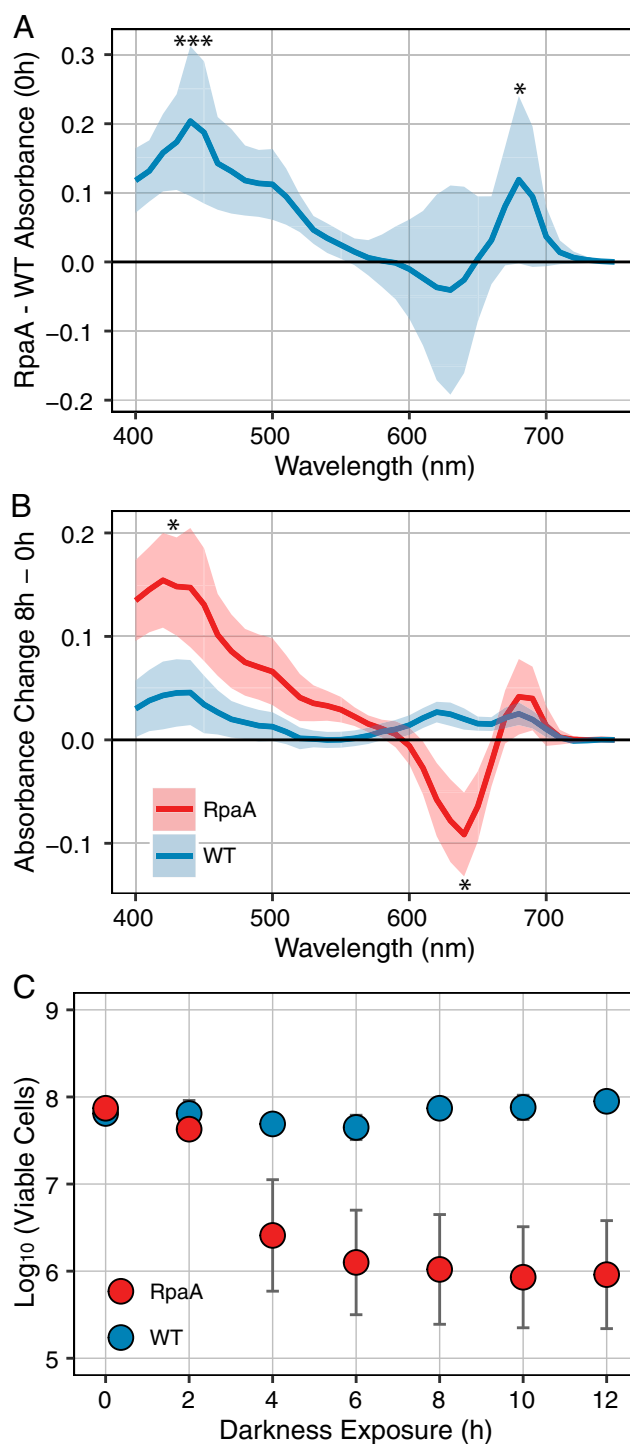 A
RpaA - WT Absorbance (0h)
0.3
0.2
0.1
0.0
−0.1
−0.2
***
*
400 500 600 700
Wavelength (nm)
B
Absorbance Change 8h – 0h
0.2
0.1
0.0
-0.1
*
RpaA
WT
*
400 500 600 700
Wavelength (nm)
C
Log10 (Viable Cells)
9
8
7
6
5
RpaA
WT
0 2 4 6 8 10 12
Darkness Exposure (h)